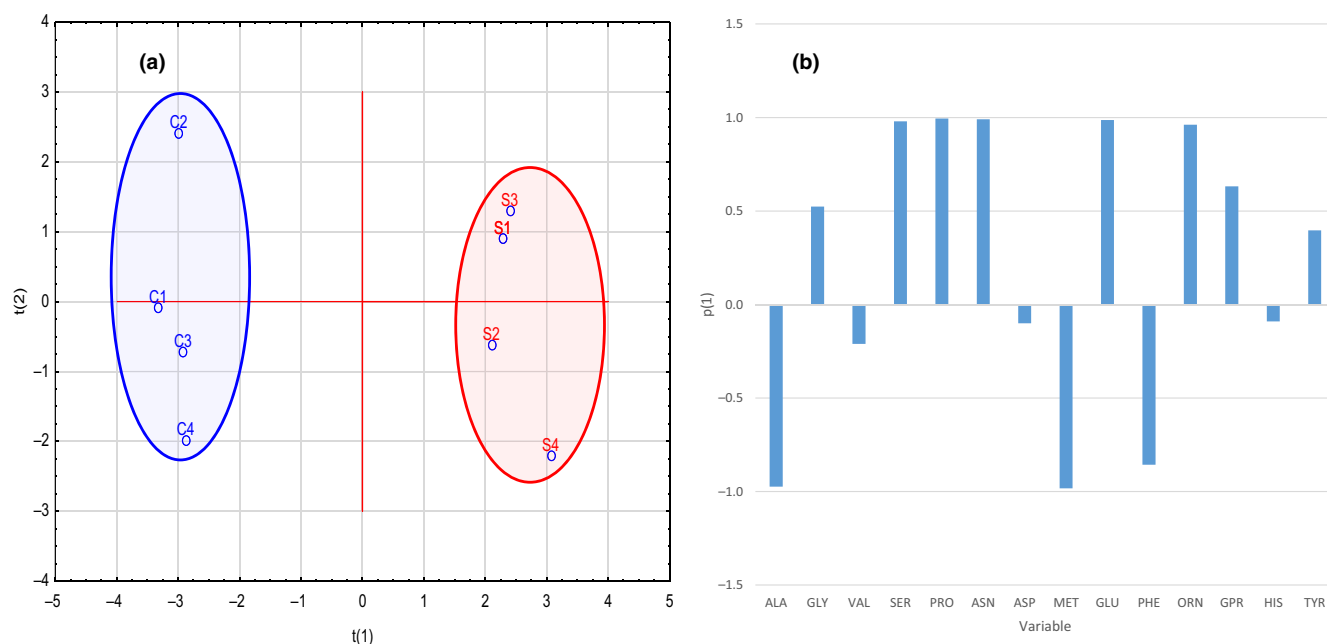 (a)
4
3
2
1
0
−1
−2
−3
−4
t(2)
C2
C1
C3
C4
S3
S1
S2
S4
−5 −4 −3 −2 −1 0 1 2 3 4 5
t(1)
(b)
1.5
1.0
0.5
0.0
−0.5
−1.0
−1.5
p(1)
ALA GLY VAL SER PRO ASN ASP MET GLU PHE ORN GPR HIS TYR
Variable